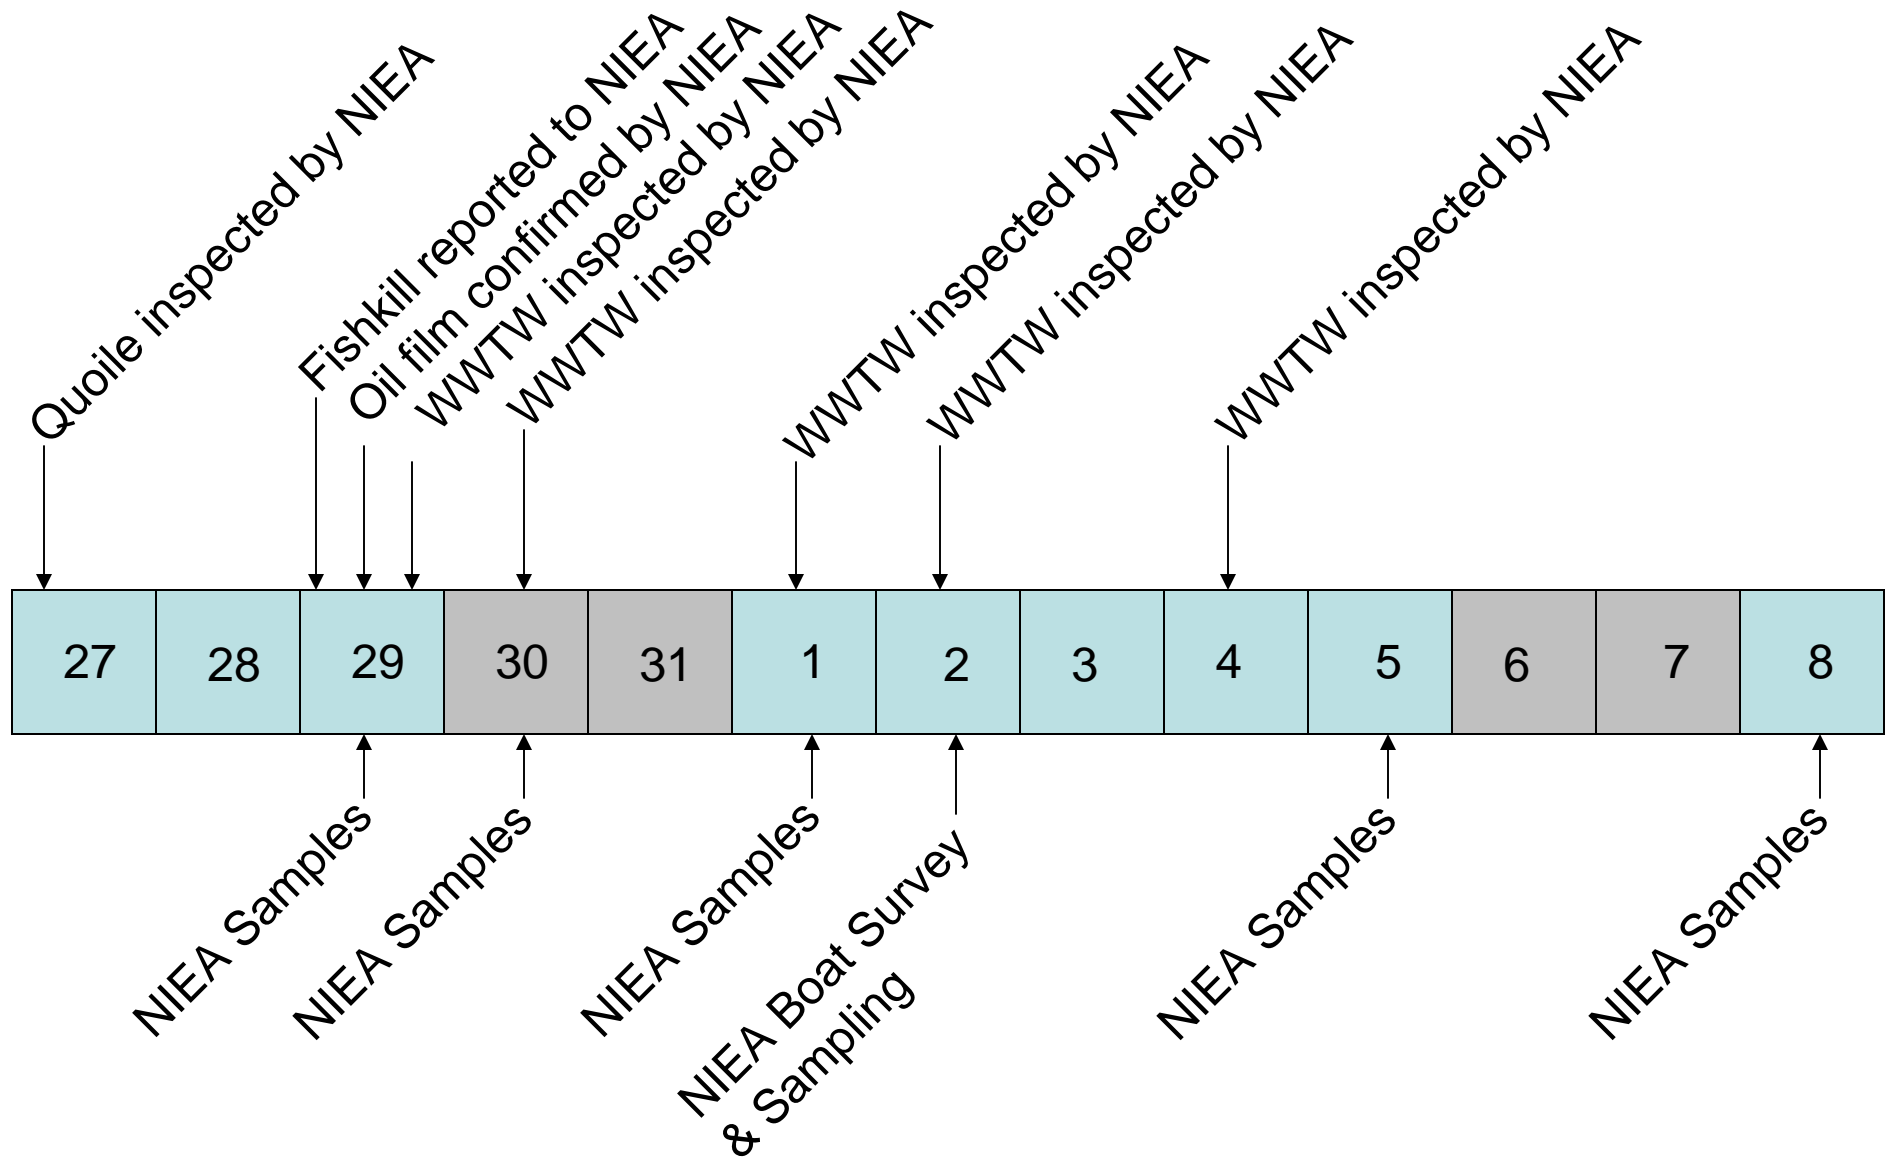 Quoile inspected by NIEA
Fishkill reported to NIEA
Oil film confirmed by NIEA
WWTW inspected by NIEA
WWTW inspected by NIEA
WWTW inspected by NIEA
WWTW inspected by NIEA
WWTW inspected by NIEA
27
28
29
30
31
1
2
3
4
5
6
7
8
NIEA Samples
NIEA Samples
NIEA Samples
NIEA Boat Survey
& Sampling
NIEA Samples
NIEA Samples